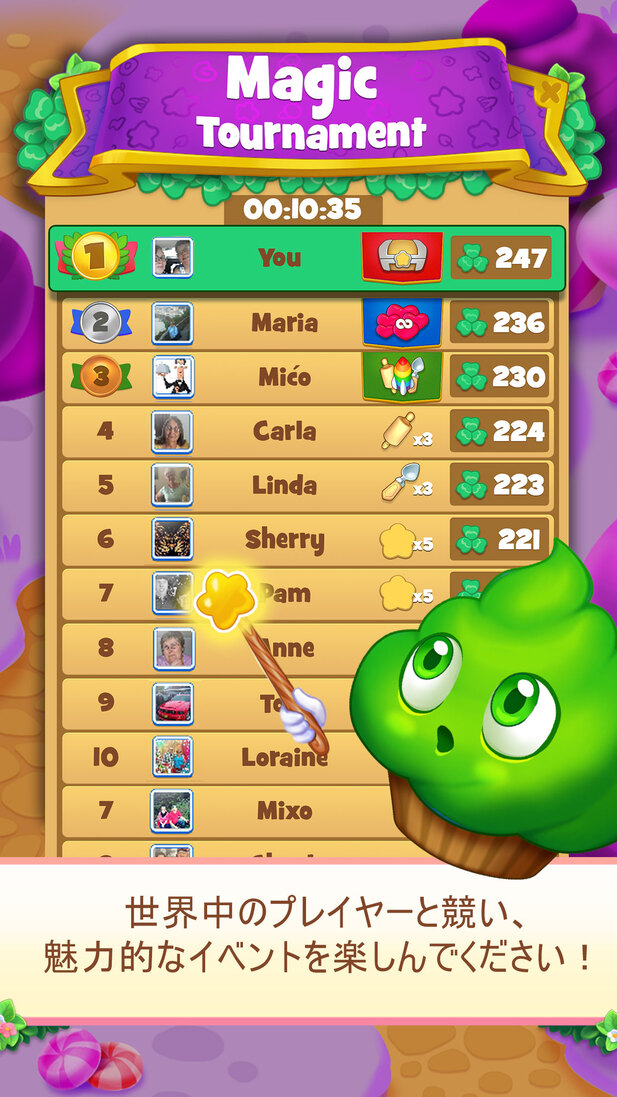 Magic
Tournament
00:10:35
1 You 247
2 Maria 236
3 Mićo 230
4 Carla x3 224
5 Linda x3 223
6 Sherry x5 221
7 Pam x5
8 Anne
9
10 Loraine
7 Mixo
世界中のプレイヤーと競い、
魅力的なイベントを楽しんでください！